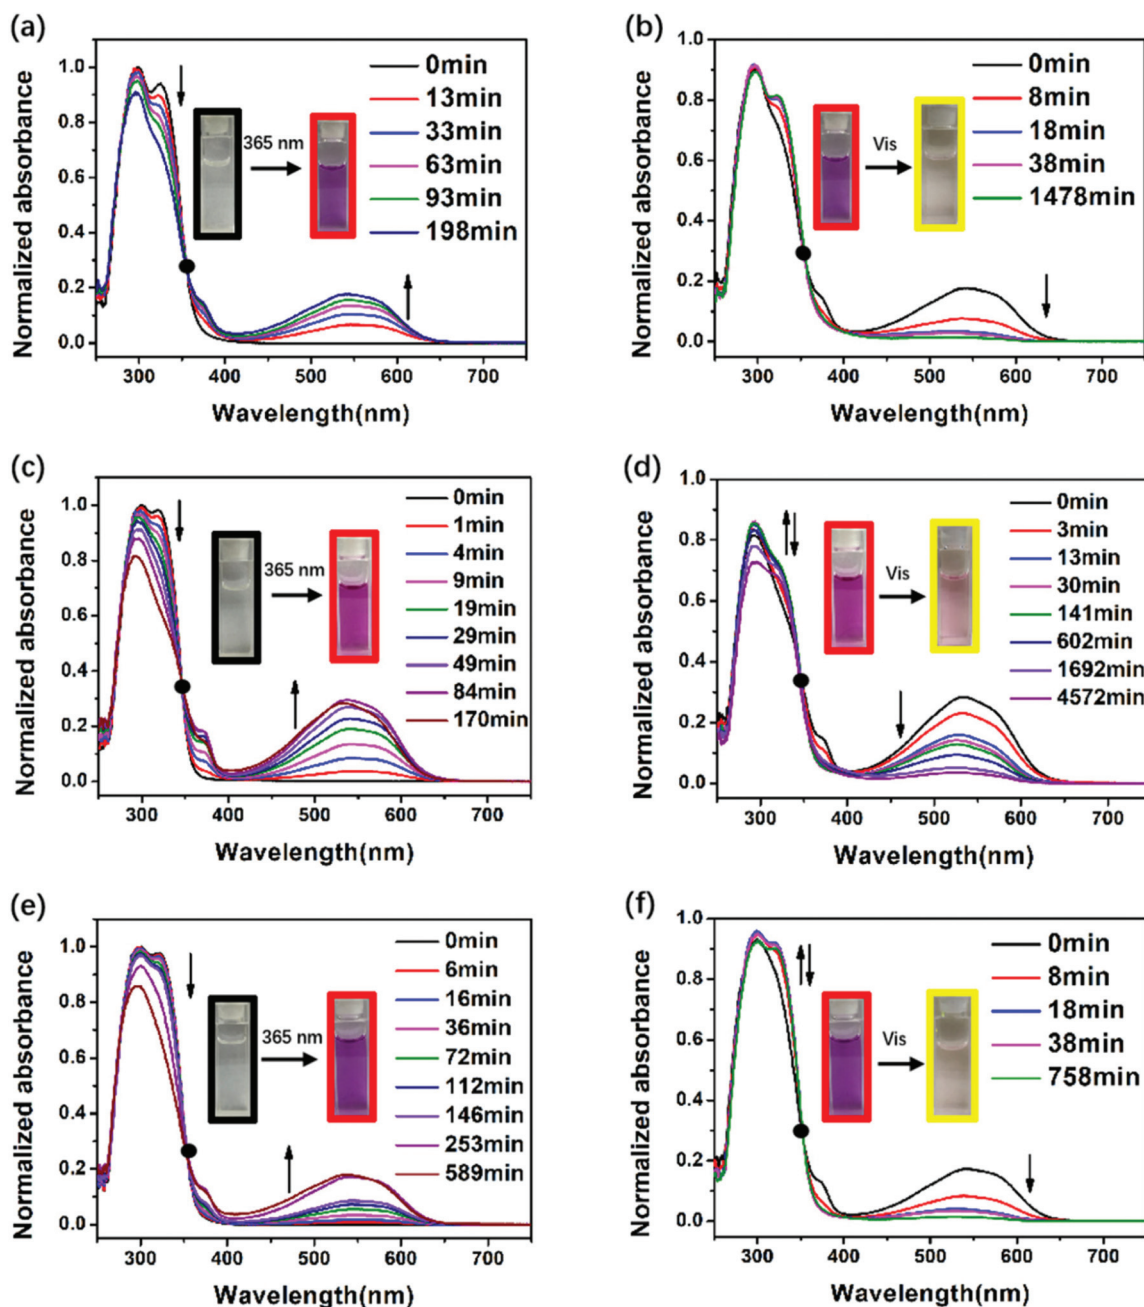 (a)
Normalized absorbance
1.0
0.8
0.6
0.4
0.2
0.0
300 400 500 600 700
Wavelength(nm)
0min
13min
33min
63min
93min
198min
365 nm
(b)
Normalized absorbance
1.0
0.8
0.6
0.4
0.2
0.0
300 400 500 600 700
Wavelength(nm)
0min
8min
18min
38min
1478min
Vis
(c)
Normalized absorbance
1.0
0.8
0.6
0.4
0.2
0.0
300 400 500 600 700
Wavelength(nm)
0min
1min
4min
9min
19min
29min
49min
84min
170min
365 nm
(d)
Normalized absorbance
1.0
0.8
0.6
0.4
0.2
0.0
300 400 500 600 700
Wavelength(nm)
0min
3min
13min
30min
141min
602min
1692min
4572min
Vis
(e)
Normalized absorbance
1.0
0.8
0.6
0.4
0.2
0.0
300 400 500 600 700
Wavelength(nm)
0min
6min
16min
36min
72min
112min
146min
253min
589min
365 nm
(f)
Normalized absorbance
1.0
0.8
0.6
0.4
0.2
0.0
300 400 500 600 700
Wavelength(nm)
0min
8min
18min
38min
758min
Vis